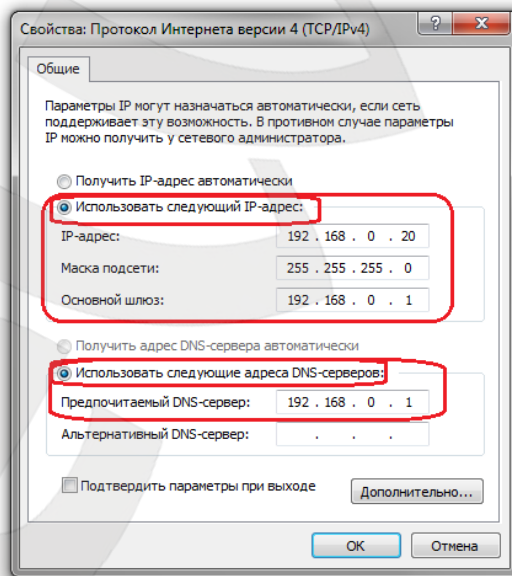 Свойства: Протокол Интернета версии 4 (TCP/IPv4)
?
X
Общие
Параметры IP могут назначаться автоматически, если сеть
поддерживает эту возможность. В противном случае параметры
IP можно получить у сетевого администратора.
Получить IP-адрес автоматически
Использовать следующий IP-адрес:
IP-адрес: 192 . 168 . 0 . 20
Маска подсети: 255 . 255 . 255 . 0
Основной шлюз: 192 . 168 . 0 . 1
Получить адрес DNS-сервера автоматически
Использовать следующие адреса DNS-серверов:
Предпочитаемый DNS-сервер: 192 . 168 . 0 . 1
Альтернативный DNS-сервер: . . .
Подтвердить параметры при выходе
Дополнительно...
ОК
Отмена